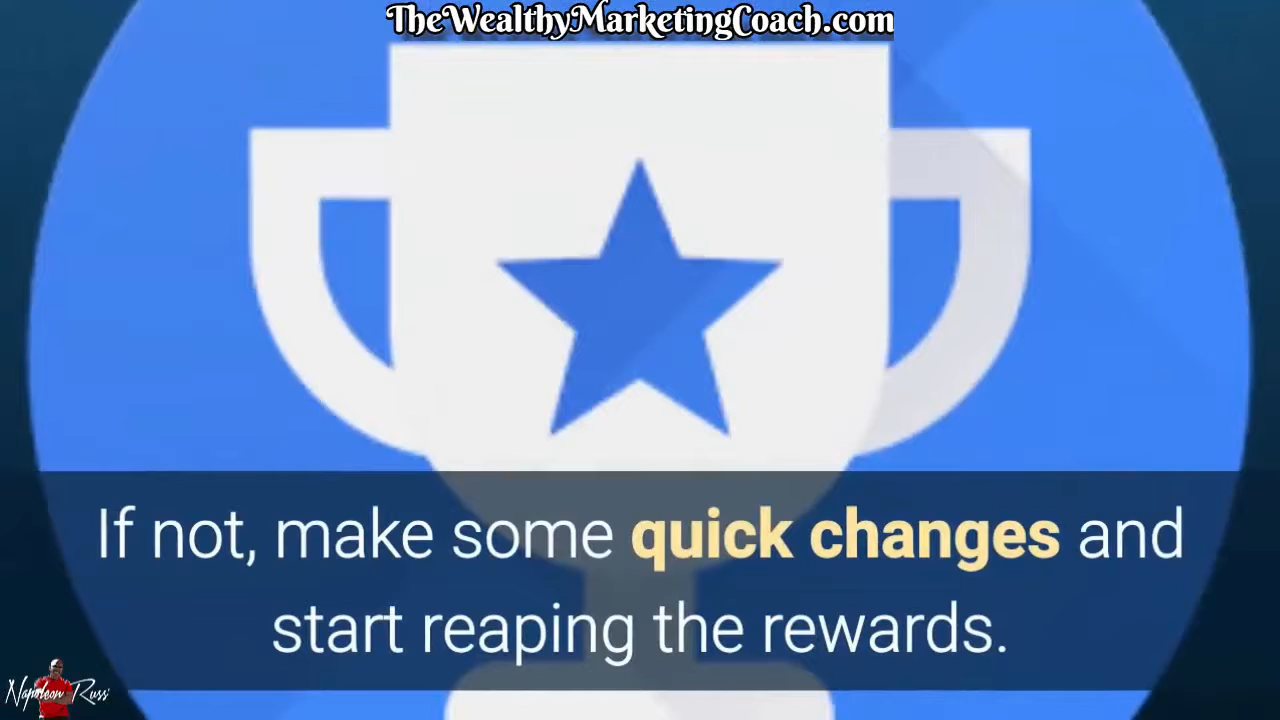 TheWealthyMarketingCoach.com
If not, make some quick changes and
start reaping the rewards.
Napoleon Russ